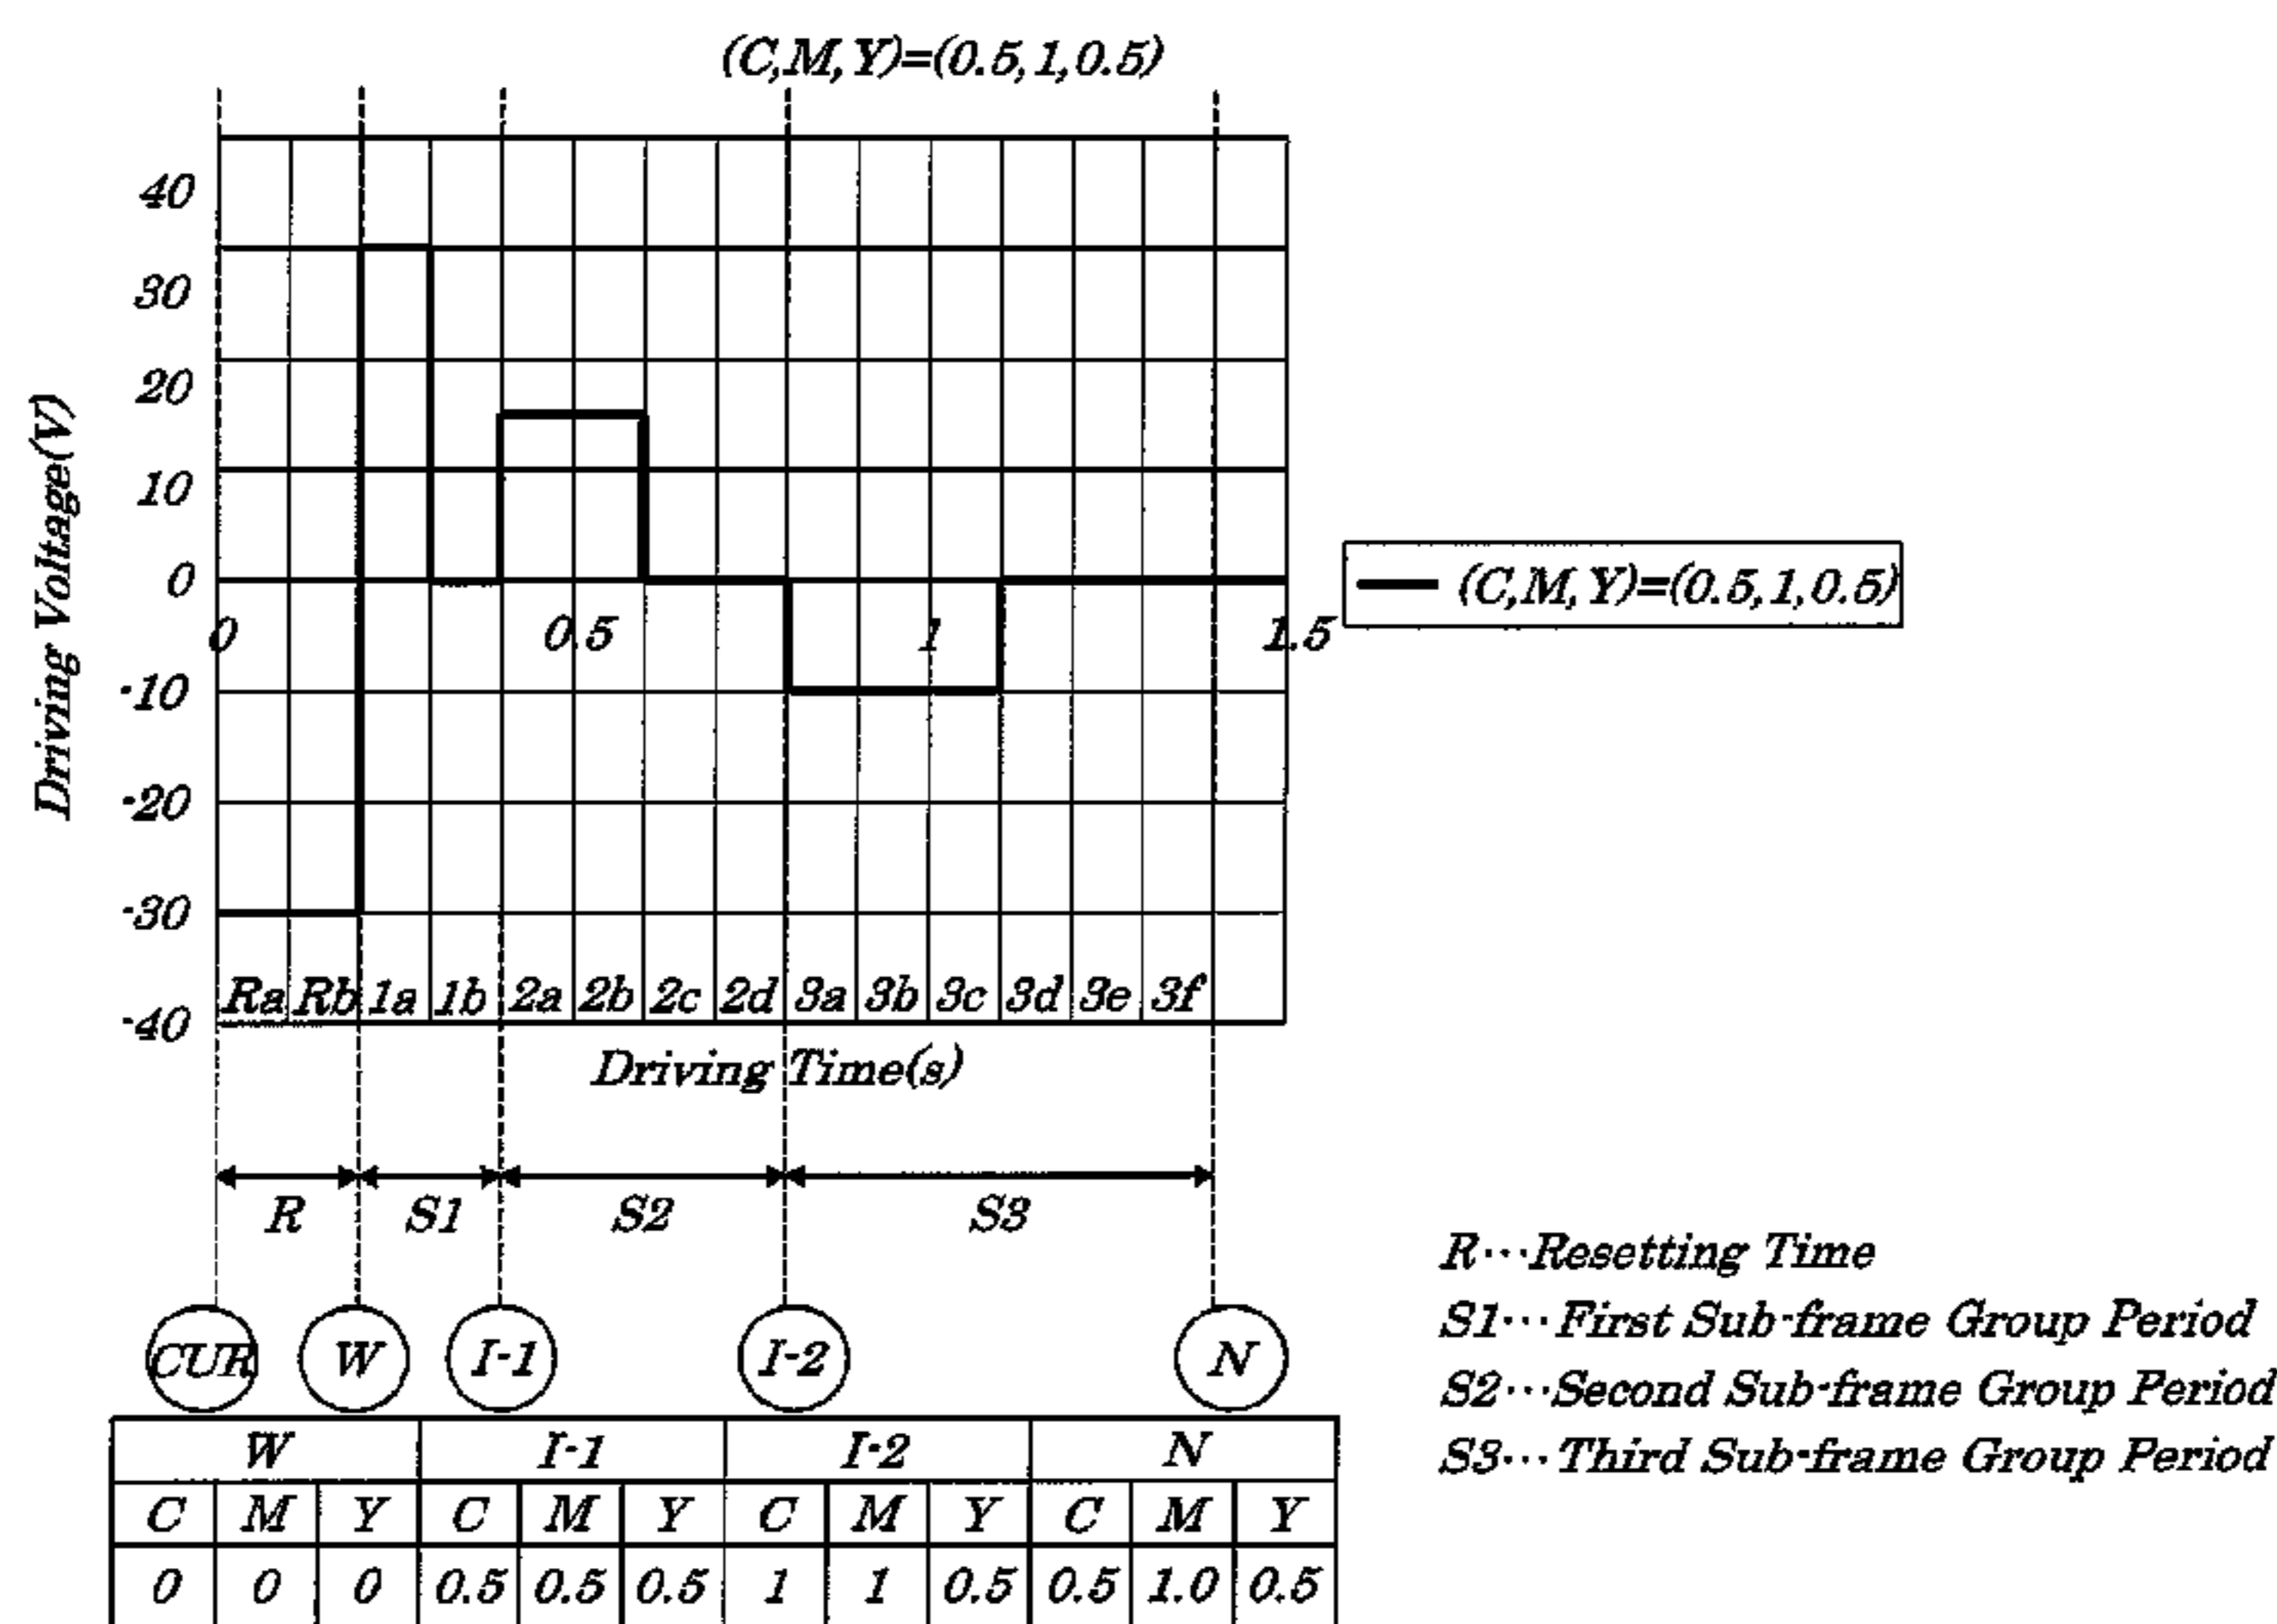 (C,M,Y)=(0.5,1,0.5)
Driving Voltage(V)
40
30
20
10
0
-10
-20
-30
-40
0 0.5 1 1.5
(C,M,Y)=(0.5,1,0.5)
Ra Rb 1a 1b 2a 2b 2c 2d 3a 3b 3c 3d 3e 3f
Driving Time(s)
R S1 S2 S3
CUR W I-1 I-2 N
R···Resetting Time
S1···First Sub-frame Group Period
S2···Second Sub-frame Group Period
S3···Third Sub-frame Group Period
W I-1 I-2 N
C M Y C M Y C M Y C M Y
0 0 0 0.5 0.5 0.5 1 1 0.5 0.5 1.0 0.5